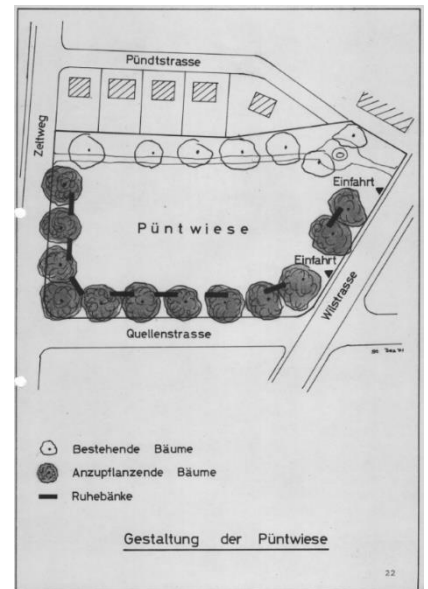 Pündtstrasse
Zeltweg
Einfahrt
Püntwiese
Einfahrt
Wilstrasse
Quellenstrasse
Bestehende Bäume
Anzupflanzende Bäume
Ruhebänke
Gestaltung der Püntwiese
22